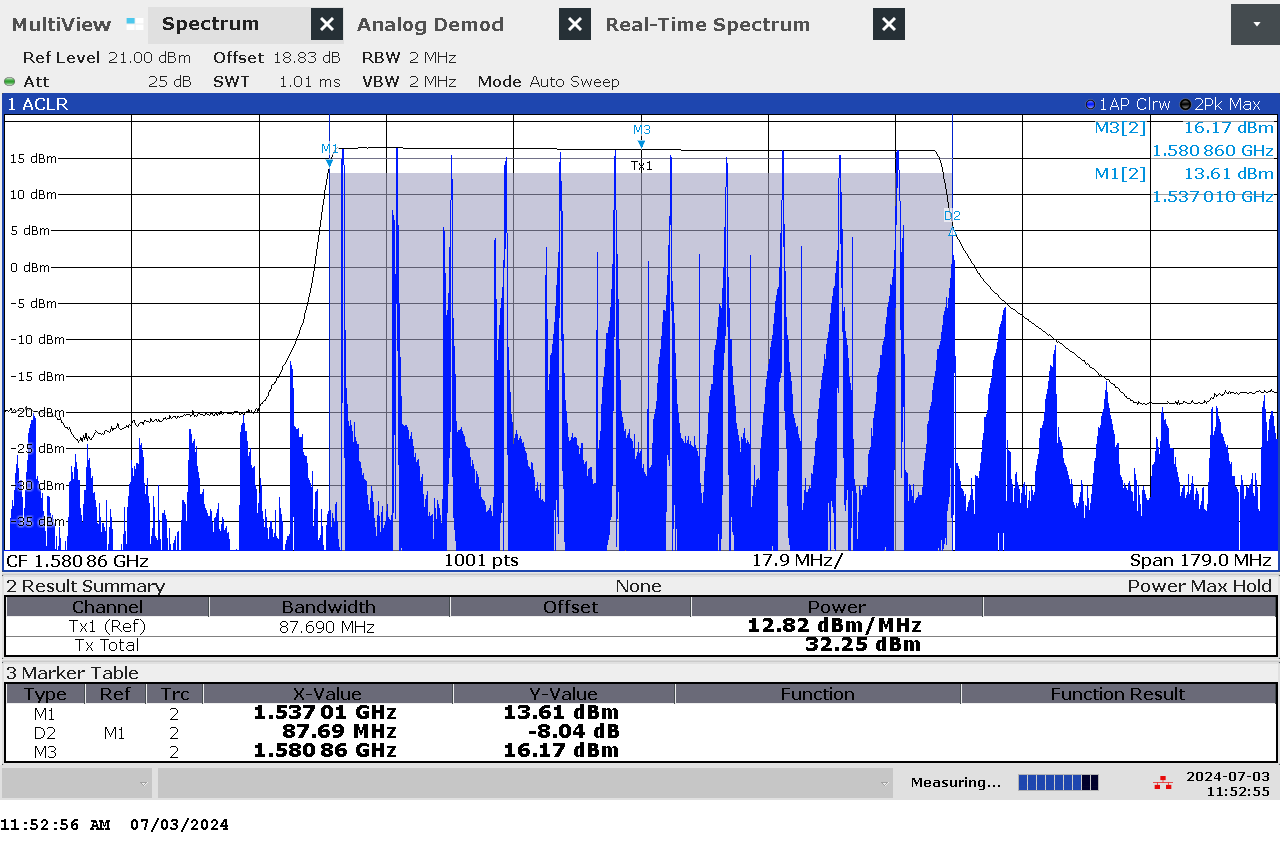 MultiView Spectrum Analog Demod Real-Time Spectrum
Ref Level 21.00 dBm Offset 18.83 dB RBW 2 MHz
Att 25 dB SWT 1.01 ms VBW 2 MHz Mode Auto Sweep
1 ACLR 1AP Clrw 2Pk Max
M3[2] 16.17 dBm
1.580 860 GHz
M1[2] 13.61 dBm
1.537 010 GHz
M3
M1
Tx1
D2
15 dBm
10 dBm
5 dBm
0 dBm
-5 dBm
-10 dBm
-15 dBm
-20 dBm
-25 dBm
-30 dBm
-35 dBm
CF 1.580 86 GHz 1001 pts 17.9 MHz/ Span 179.0 MHz
2 Result Summary None Power Max Hold
Channel Bandwidth Offset Power
Tx1 (Ref) 87.690 MHz 12.82 dBm/MHz
Tx Total 32.25 dBm
3 Marker Table
Type Ref Trc X-Value Y-Value Function Function Result
M1 2 1.537 01 GHz 13.61 dBm
D2 M1 2 87.69 MHz -8.04 dB
M3 2 1.580 86 GHz 16.17 dBm
Measuring... 2024-07-03
11:52:55
11:52:56 AM 07/03/2024